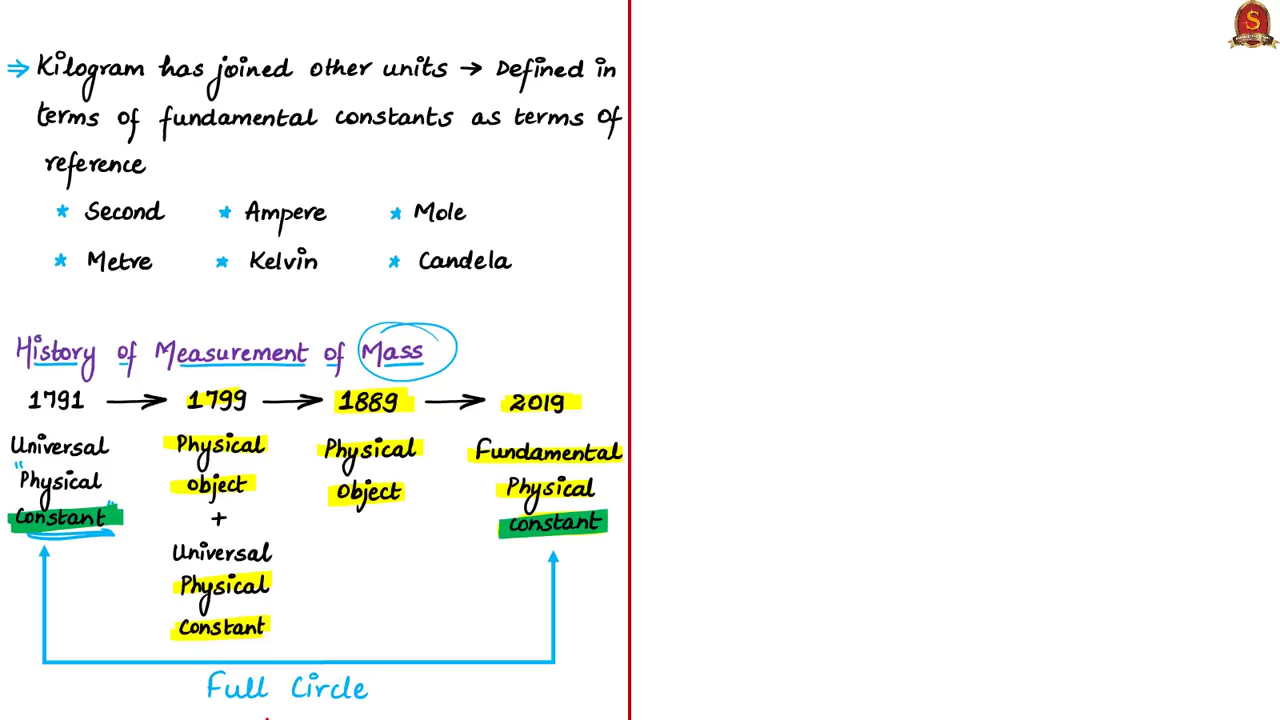 ⇒ Kilogram has joined other units → Defined in
terms of fundamental constants as terms of
reference
* Second * Ampere * Mole
* Metre * Kelvin * Candela
History of Measurement of Mass
1791 → 1799 → 1889 → 2019
Universal Physical Physical Fundamental
"Physical Object Object Physical
Constant" + Constant
Universal
Physical
Constant
Full Circle
S